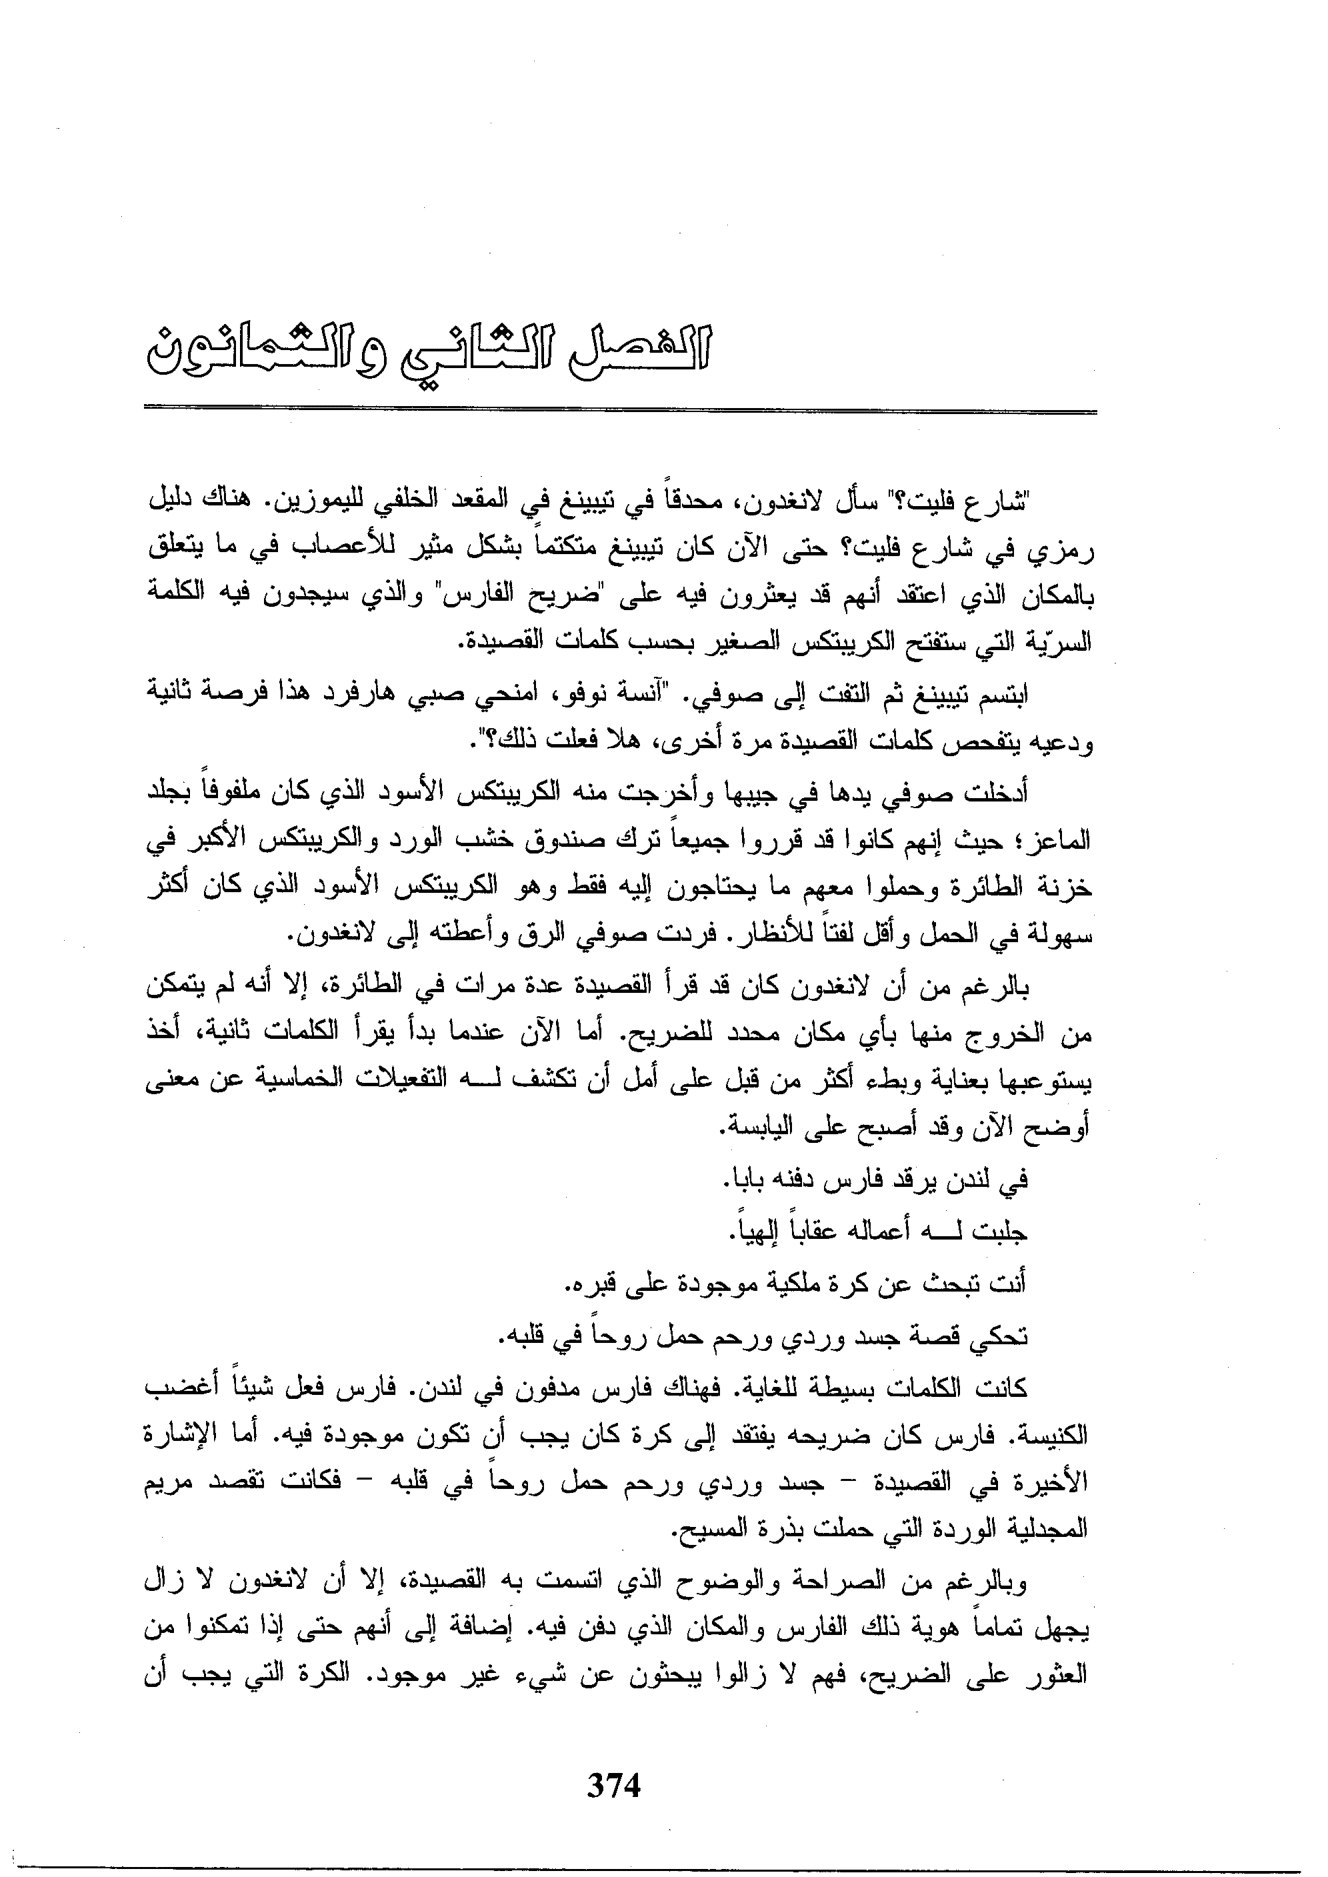 الفصل الثاني والثمانون
"شارع فليت؟" سأل لانغدون، محدقاً في تيبينغ في المقعد الخلفي لليموزين. هناك دليل
رمزي في شارع فليت؟ حتى الآن كان تيبينغ متكتماً بشكل مثير للأعصاب في ما يتعلق
بالمكان الذي اعتقد أنهم قد يعثرون فيه على "ضريح الفارس" والذي سيجدون فيه الكلمة
السرّية التي ستفتح الكريبتكس الصغير بحسب كلمات القصيدة.
ابتسم تيبينغ ثم التفت إلى صوفي. "آنسة نوفو، امنحي صبي هارفرد هذا فرصة ثانية
ودعيه يتفحص كلمات القصيدة مرة أخرى، هلا فعلت ذلك؟".
أدخلت صوفي يدها في جيبها وأخرجت منه الكريبتكس الأسود الذي كان ملفوفاً بجلد
الماعز؛ حيث إنهم كانوا قد قرروا جميعاً ترك صندوق خشب الورد والكريبتكس الأكبر في
خزنة الطائرة وحملوا معهم ما يحتاجون إليه فقط وهو الكريبتكس الأسود الذي كان أكثر
سهولة في الحمل وأقل لفتاً للأنظار. فردت صوفي الرق وأعطته إلى لانغدون.
بالرغم من أن لانغدون كان قد قرأ القصيدة عدة مرات في الطائرة، إلا أنه لم يتمكن
من الخروج منها بأي مكان محدد للضريح. أما الآن عندما بدأ يقرأ الكلمات ثانية، أخذ
يستوعبها بعناية وبطء أكثر من قبل على أمل أن تكشف لــه التفعيلات الخماسية عن معنى
أوضح الآن وقد أصبح على اليابسة.
في لندن يرقد فارس دفنه بابا.
جلبت لــه أعماله عقاباً إلهياً.
أنت تبحث عن كرة ملكية موجودة على قبره.
تحكي قصة جسد وردي ورحم حمل روحاً في قلبه.
كانت الكلمات بسيطة للغاية. فهناك فارس مدفون في لندن. فارس فعل شيئاً أغضب
الكنيسة. فارس كان ضريحه يفتقد إلى كرة كان يجب أن تكون موجودة فيه. أما الإشارة
الأخيرة في القصيدة – جسد وردي ورحم حمل روحاً في قلبه – فكانت تقصد مريم
المجدلية الوردة التي حملت بذرة المسيح.
وبالرغم من الصراحة والوضوح الذي اتسمت به القصيدة، إلا أن لانغدون لا زال
يجهل تماماً هوية ذلك الفارس والمكان الذي دفن فيه. إضافة إلى أنهم حتى إذا تمكنوا من
العثور على الضريح، فهم لا زالوا يبحثون عن شيء غير موجود. الكرة التي يجب أن
374